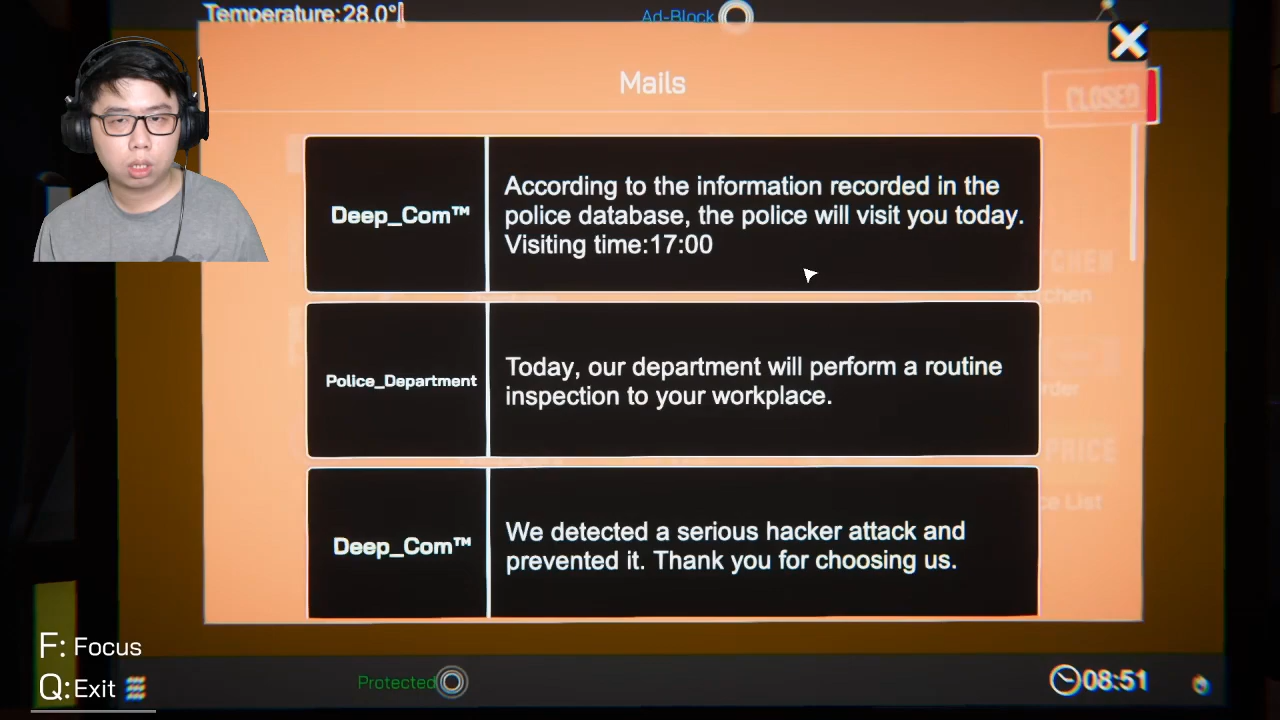 Temperature:28.0°
Ad-Block
Mails
CLOSED
Deep_Com™
According to the information recorded in the
police database, the police will visit you today.
Visiting time:17:00
Police_Department
Today, our department will perform a routine
inspection to your workplace.
Deep_Com™
We detected a serious hacker attack and
prevented it. Thank you for choosing us.
PRICE
F: Focus
Q: Exit
Protected
08:51